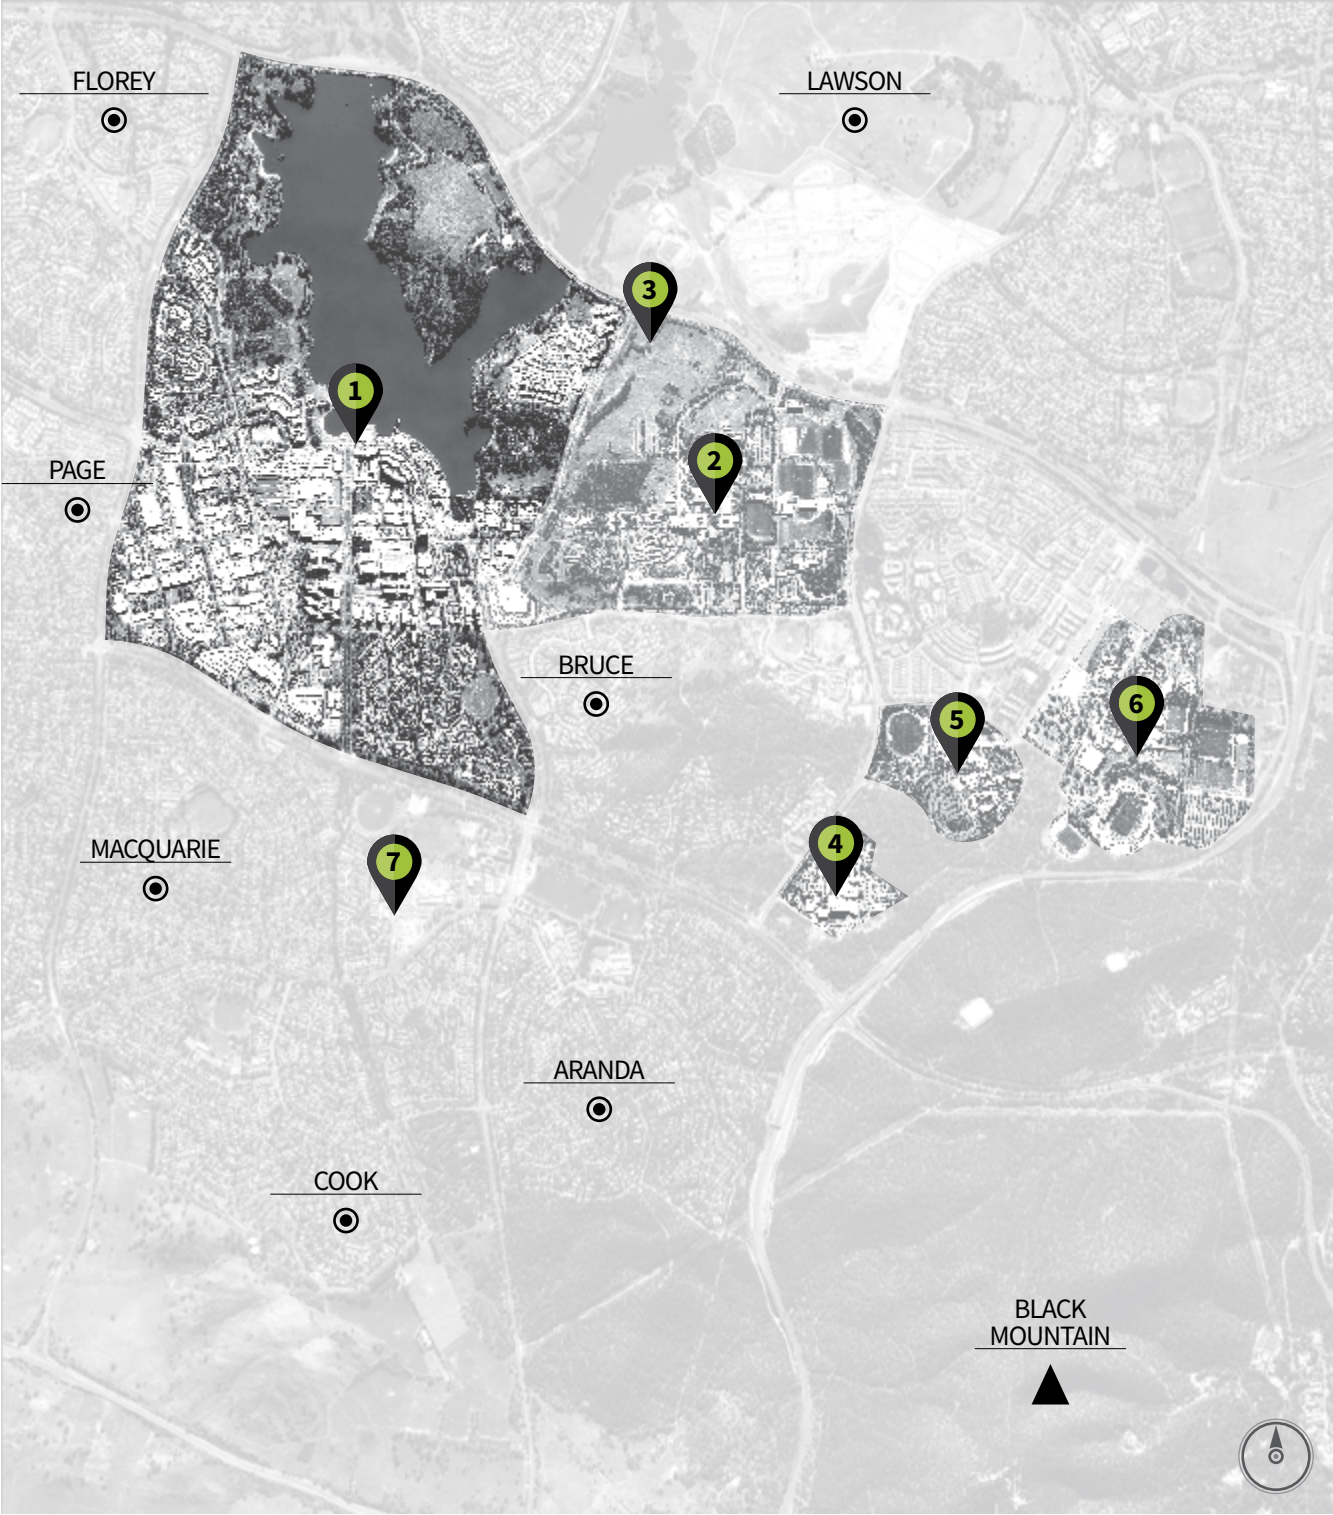 FLOREY
LAWSON
3
1
2
PAGE
BRUCE
6
5
4
MACQUARIE
7
ARANDA
COOK
BLACK
MOUNTAIN